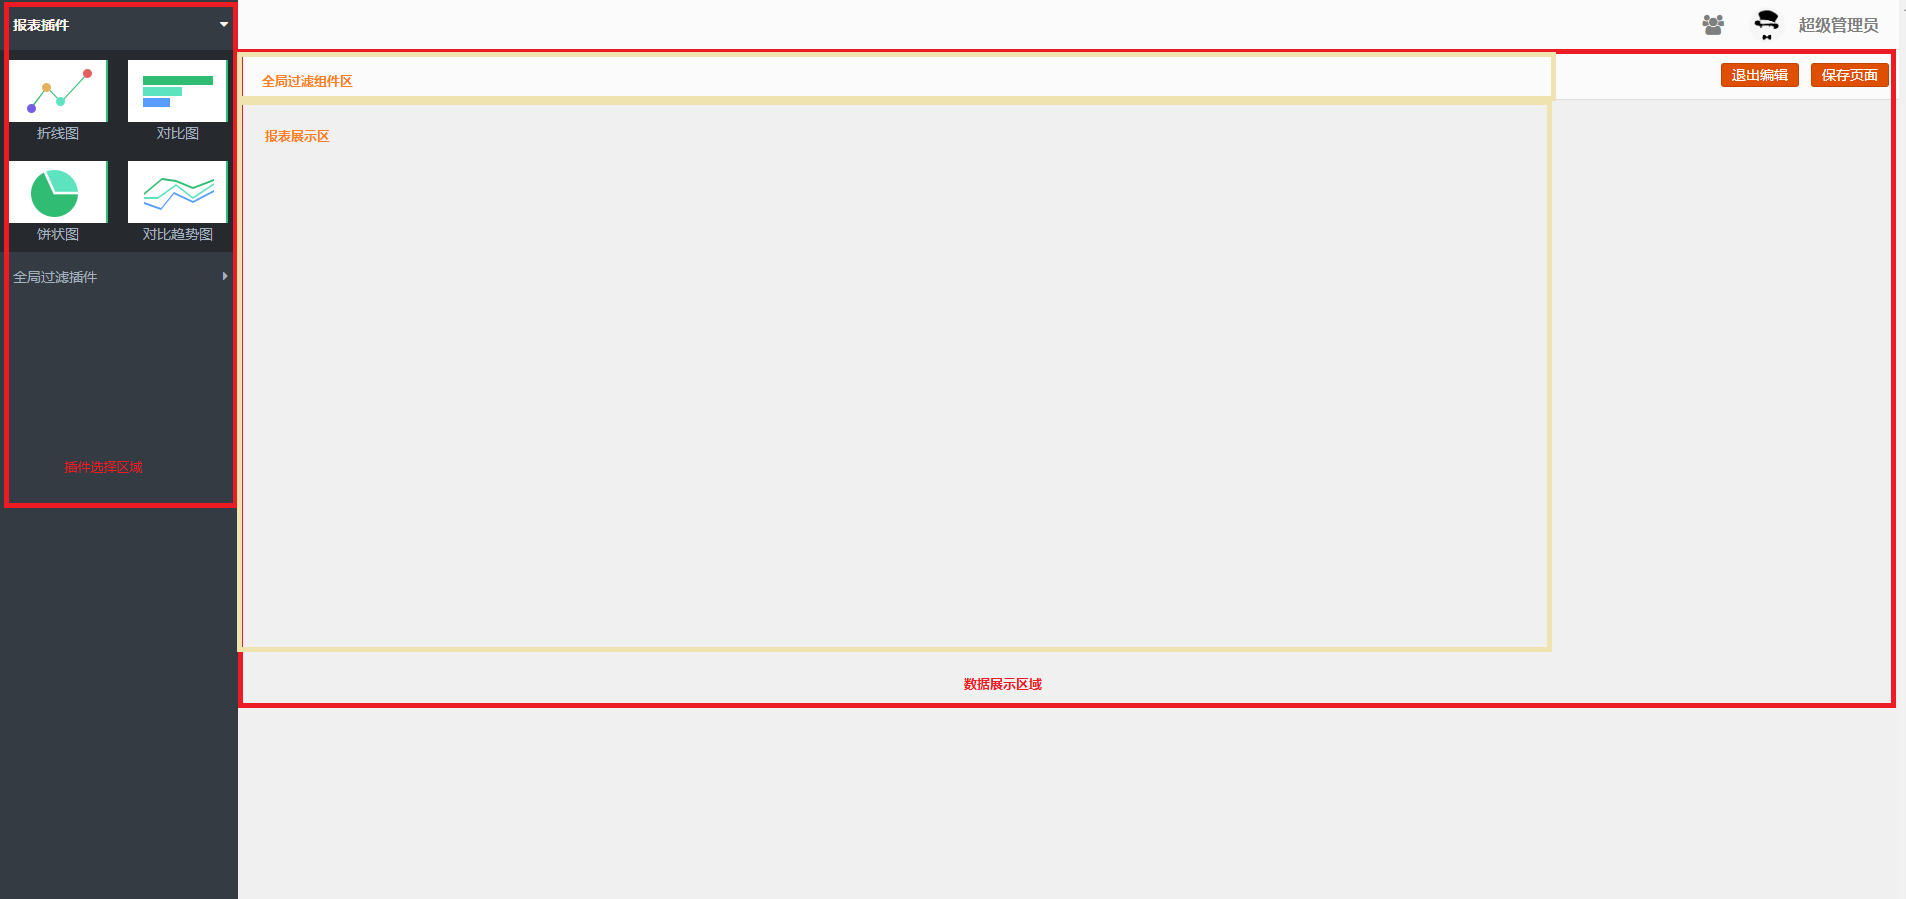 报表插件
超级管理员
折线图
对比图
饼状图
对比趋势图
全局过滤插件
插件选择区域
全局过滤组件区
退出编辑
保存页面
报表展示区
数据展示区域